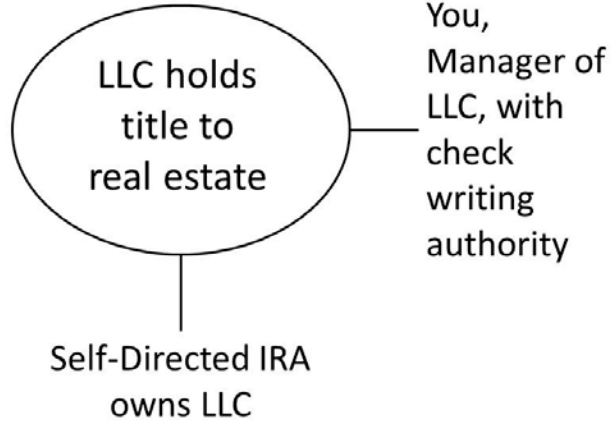 LLC holds
title to
real estate
You,
Manager of
LLC, with
check
writing
authority
Self-Directed IRA
owns LLC